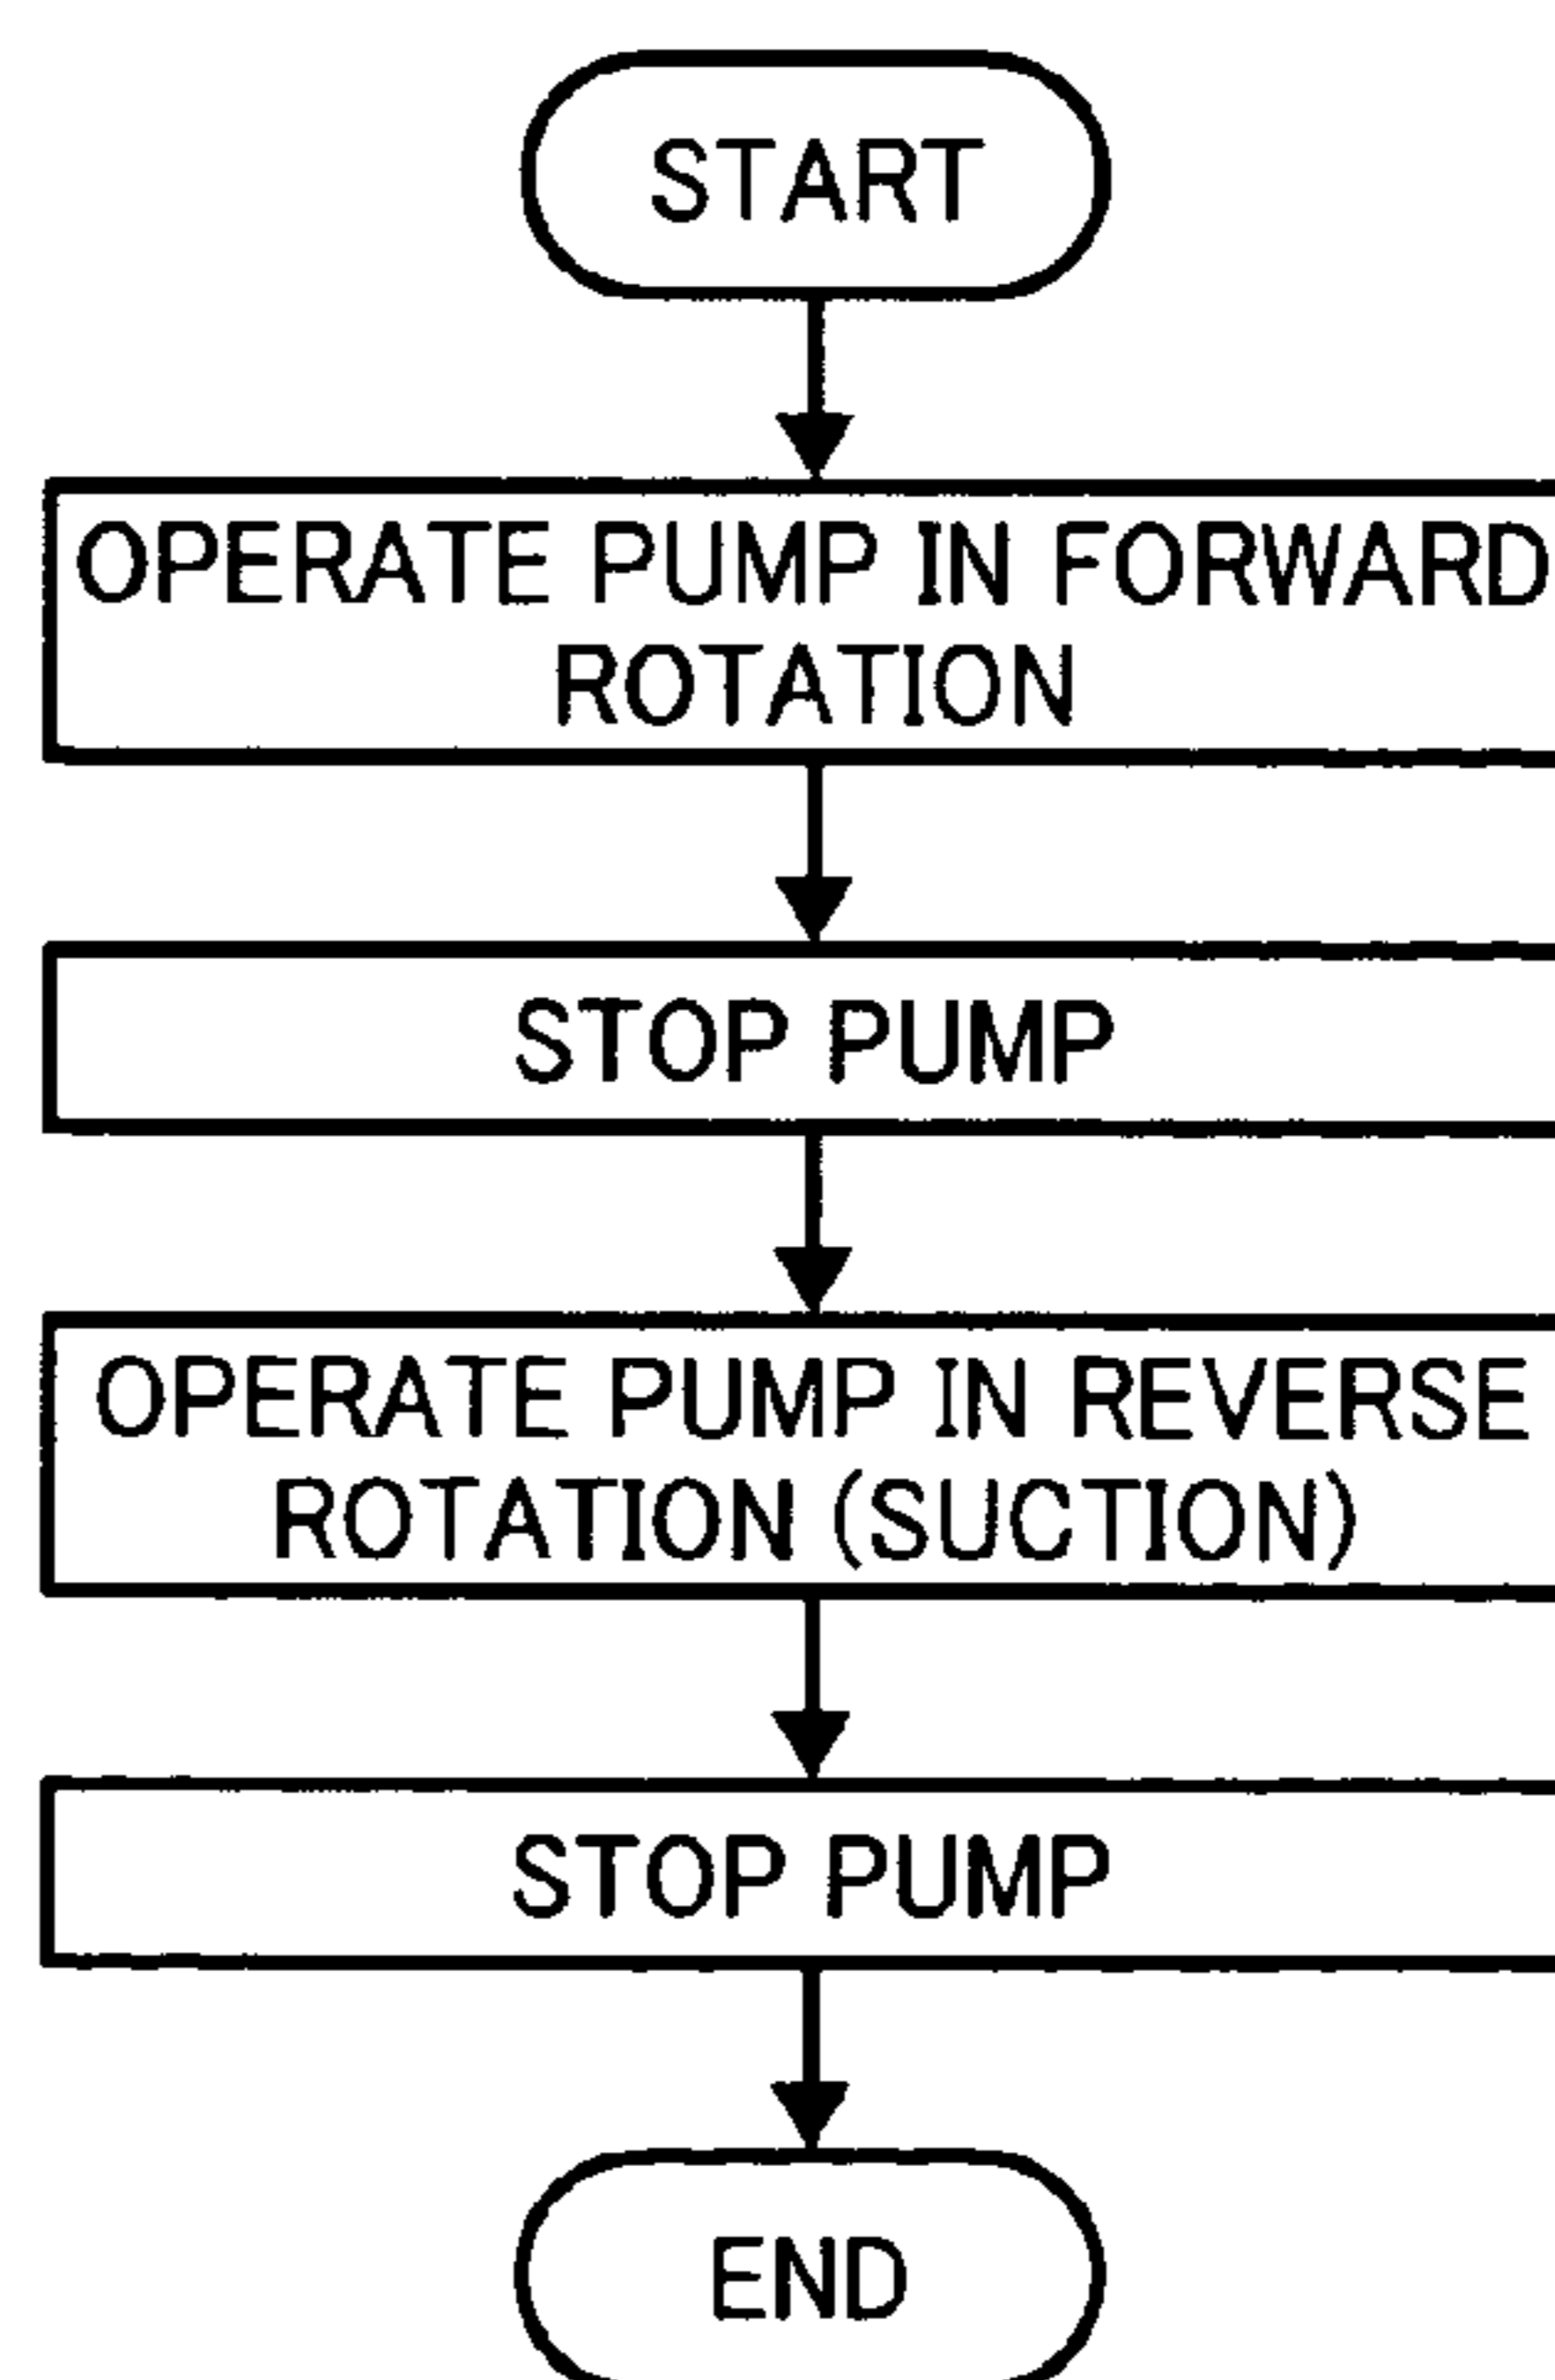 START
OPERATE PUMP IN FORWARD
ROTATION
STOP PUMP
OPERATE PUMP IN REVERSE
ROTATION (SUCTION)
STOP PUMP
END